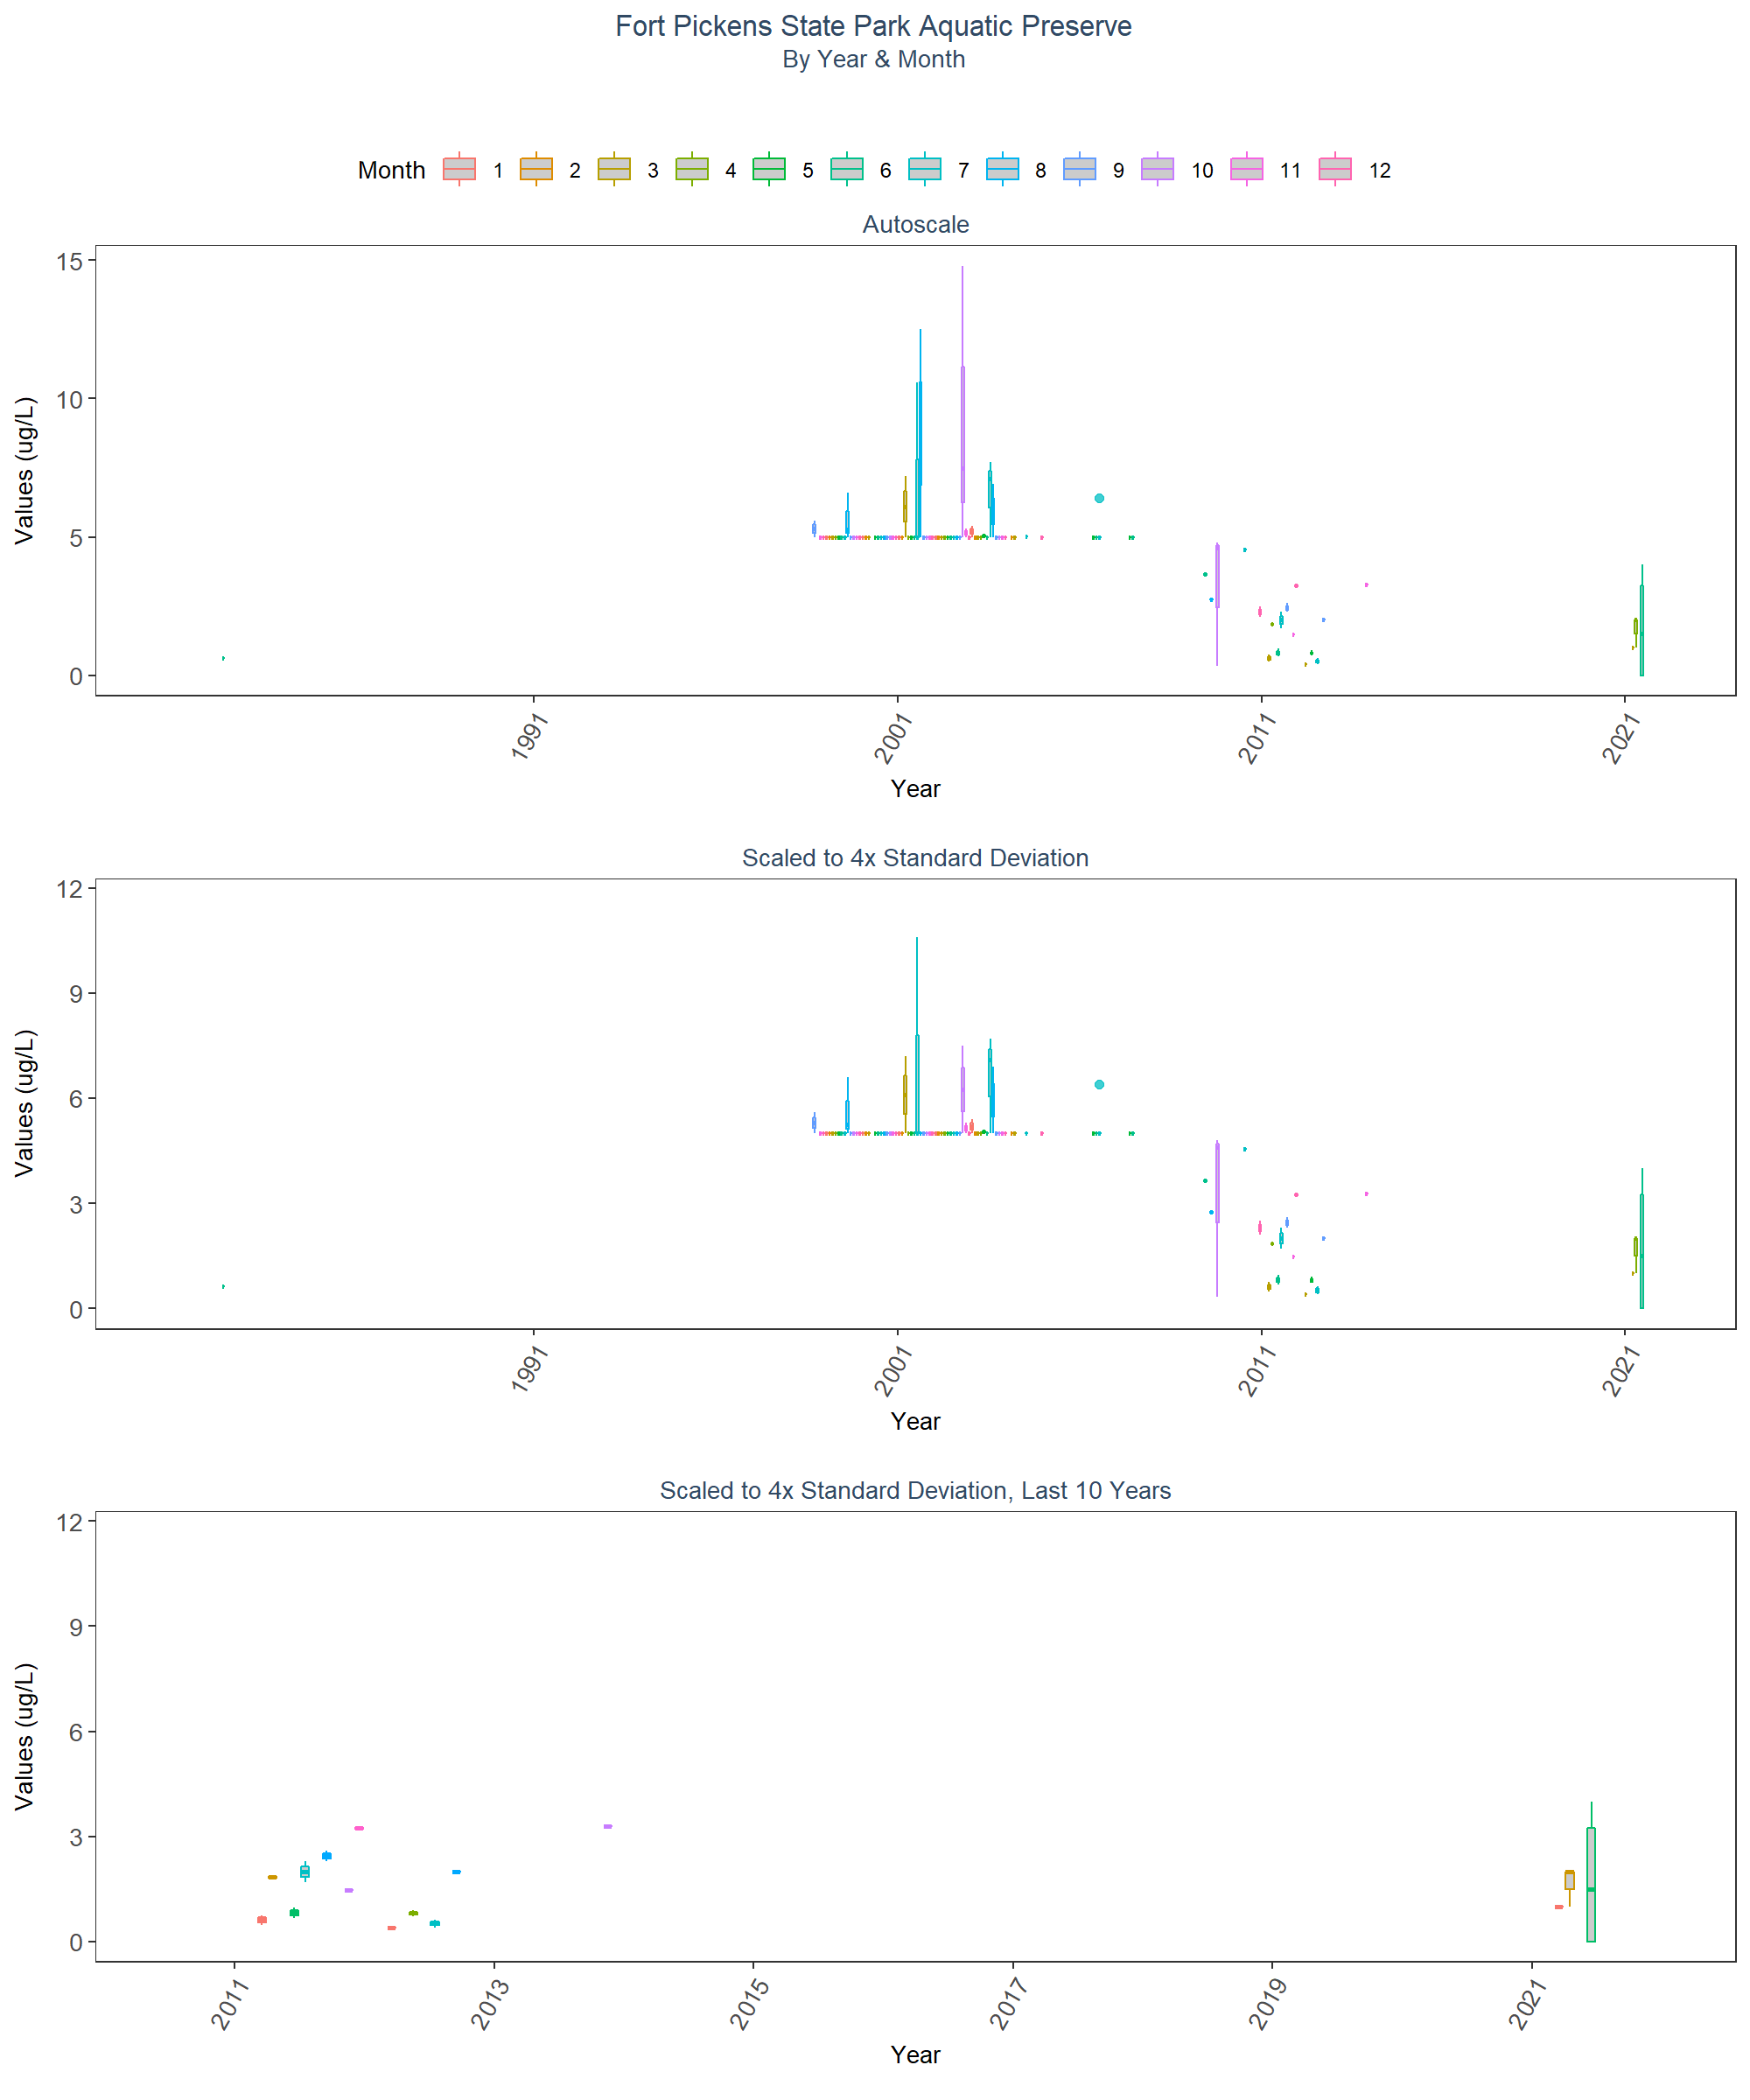 Fort Pickens State Park Aquatic Preserve
By Year & Month
Month 1 2 3 4 5 6 7 8 9 10 11 12
Autoscale
Values (ug/L)
15
10
5
0
1991 2001 2011 2021
Year
Scaled to 4x Standard Deviation
Values (ug/L)
12
9
6
3
0
1991 2001 2011 2021
Year
Scaled to 4x Standard Deviation, Last 10 Years
Values (ug/L)
12
9
6
3
0
2011 2013 2015 2017 2019 2021
Year